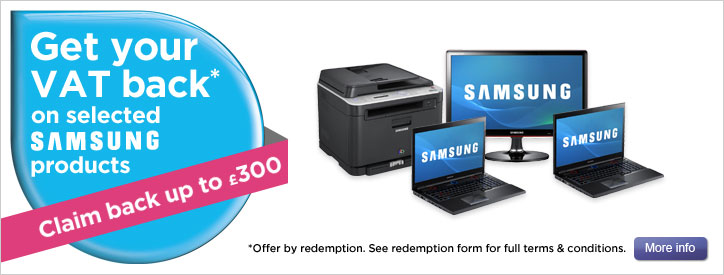 Get your
VAT back*
on selected
SAMSUNG
products
Claim back up to £300
SAMSUNG
SAMSUNG
SAMSUNG
*Offer by redemption. See redemption form for full terms & conditions.
More info